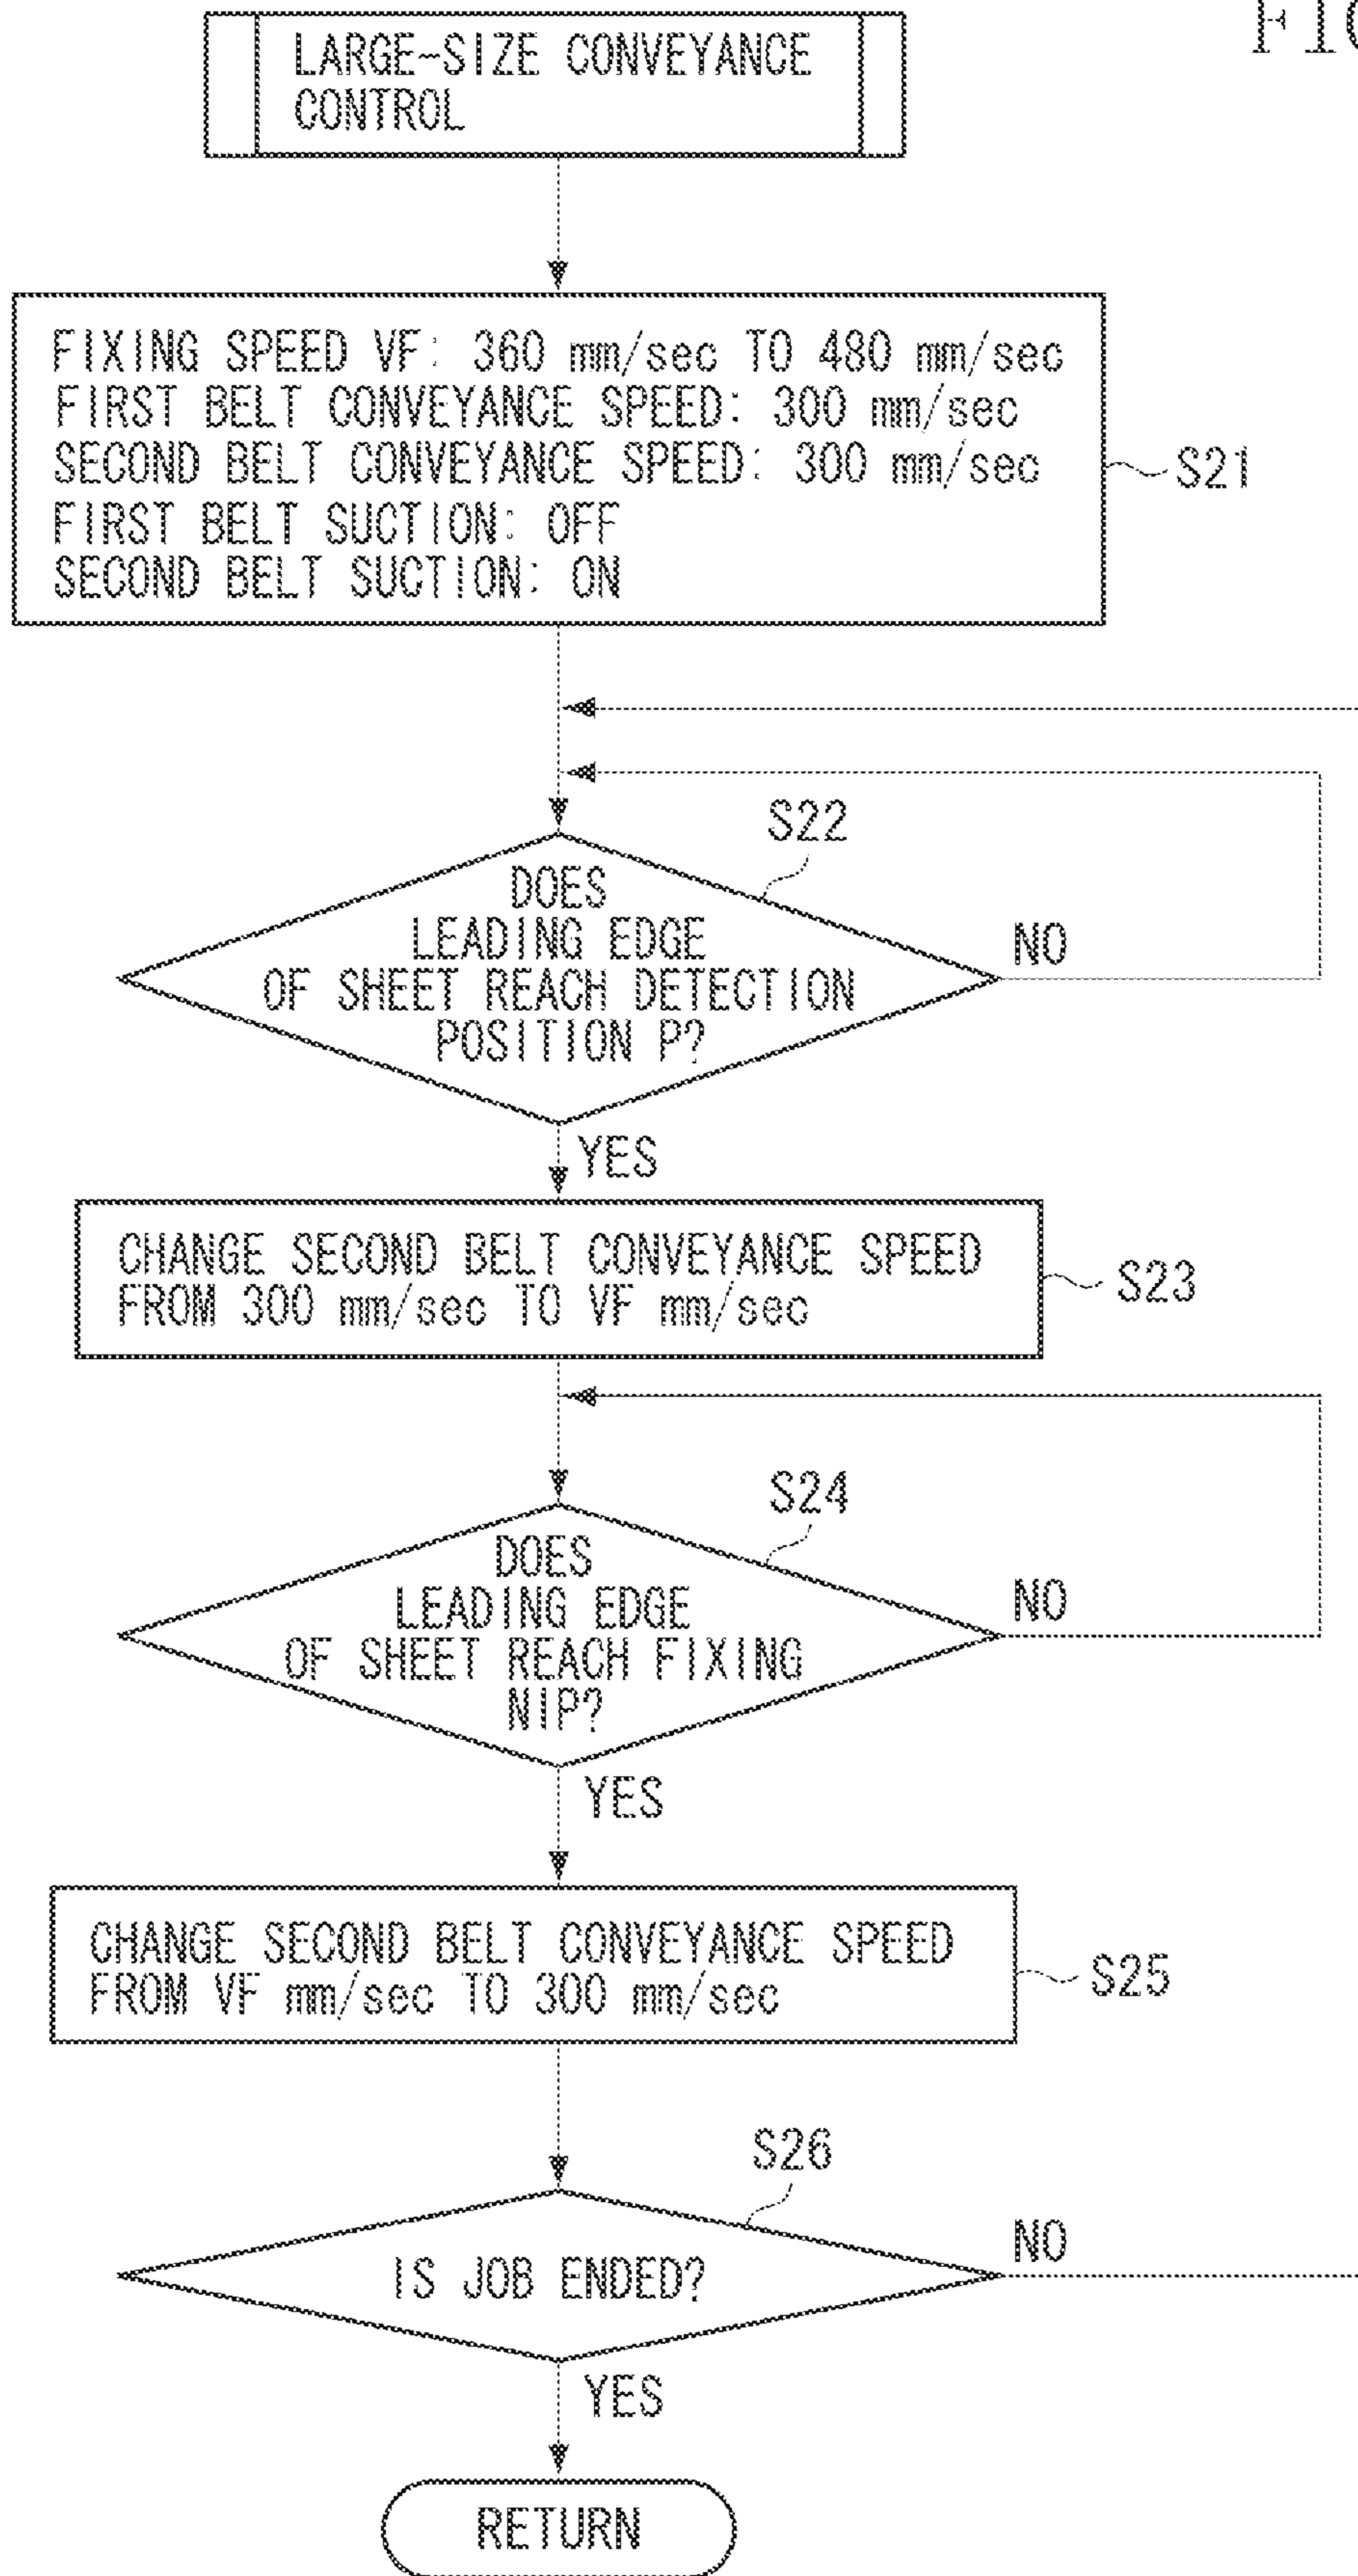 LARGE-SIZE CONVEYANCE
CONTROL
FIXING SPEED VF: 360 mm/sec TO 480 mm/sec
FIRST BELT CONVEYANCE SPEED: 300 mm/sec
SECOND BELT CONVEYANCE SPEED: 300 mm/sec
FIRST BELT SUCTION: OFF
SECOND BELT SUCTION: ON
S21
S22
DOES
LEADING EDGE
OF SHEET REACH DETECTION
POSITION P?
NO
YES
CHANGE SECOND BELT CONVEYANCE SPEED
FROM 300 mm/sec TO VF mm/sec
S23
S24
DOES
LEADING EDGE
OF SHEET REACH FIXING
NIP?
NO
YES
CHANGE SECOND BELT CONVEYANCE SPEED
FROM VF mm/sec TO 300 mm/sec
S25
S26
IS JOB ENDED?
NO
YES
RETURN